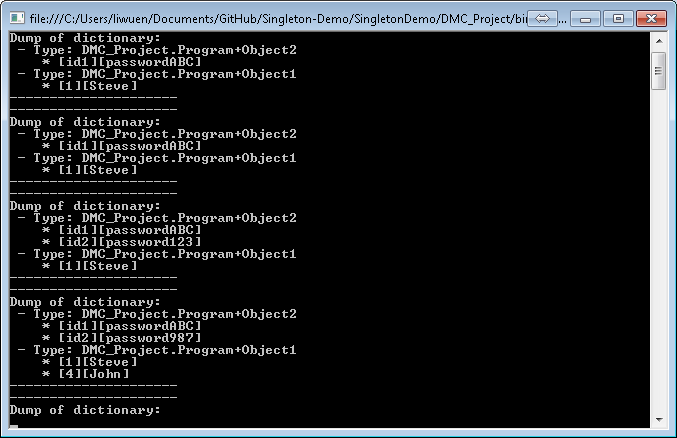 file:///C:/Users/liwuen/Documents/GitHub/Singleton-Demo/SingletonDemo/DMC_Project/bin/...
Dump of dictionary:
 - Type: DMC_Project.Program+Object2
    * [id1][passwordABC]
 - Type: DMC_Project.Program+Object1
    * [1][Steve]
---------------------
---------------------
Dump of dictionary:
 - Type: DMC_Project.Program+Object2
    * [id1][passwordABC]
 - Type: DMC_Project.Program+Object1
    * [1][Steve]
---------------------
---------------------
Dump of dictionary:
 - Type: DMC_Project.Program+Object2
    * [id1][passwordABC]
    * [id2][password123]
 - Type: DMC_Project.Program+Object1
    * [1][Steve]
---------------------
---------------------
Dump of dictionary:
 - Type: DMC_Project.Program+Object2
    * [id1][passwordABC]
    * [id2][password987]
 - Type: DMC_Project.Program+Object1
    * [1][Steve]
    * [4][John]
---------------------
---------------------
Dump of dictionary: